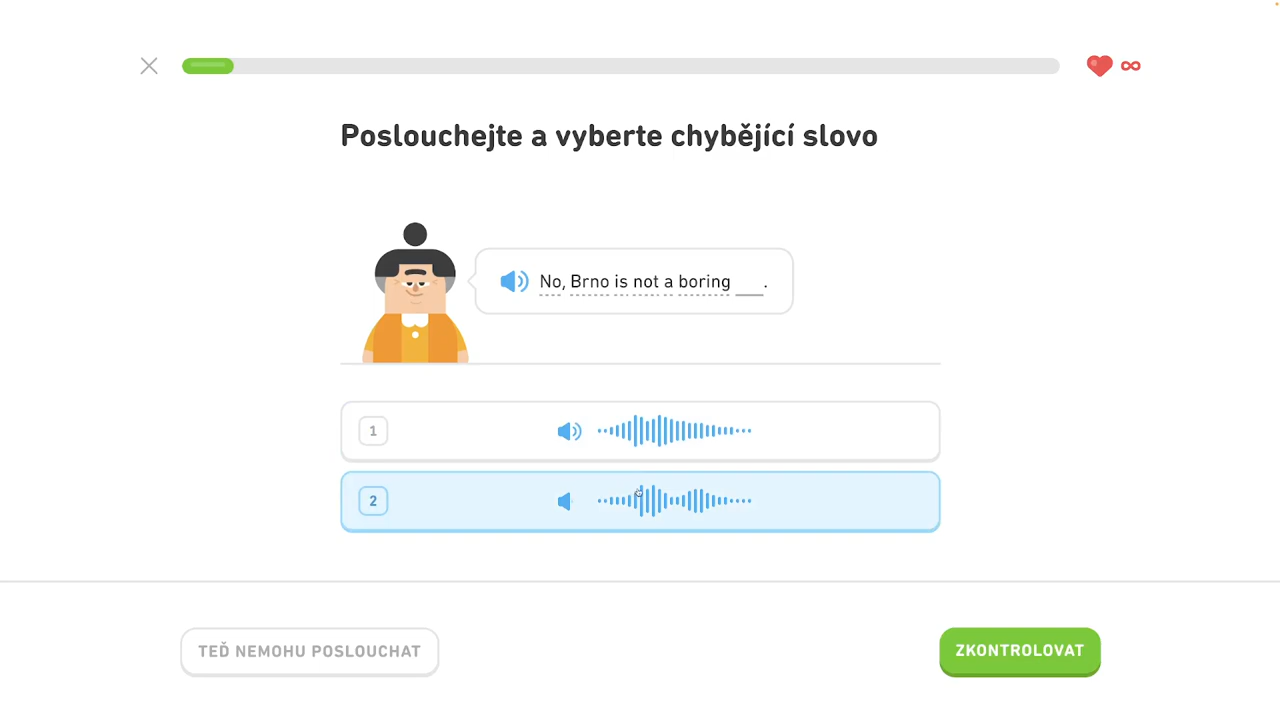 Poslouchejte a vyberte chybějící slovo
No, Brno is not a boring ___.
1
2
TEĎ NEMOHU POSLOUCHAT
ZKONTROLOVAT